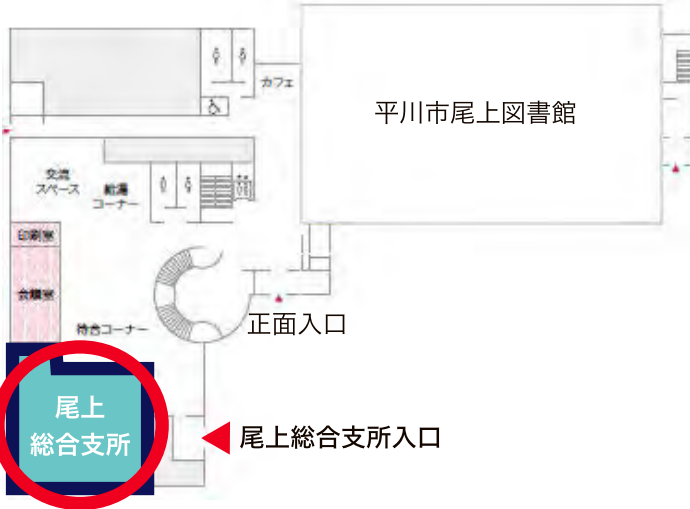 カフェ
平川市尾上図書館
交流
スペース
給湯
コーナー
印刷室
会議室
待合コーナー
正面入口
尾上
総合支所
尾上総合支所入口